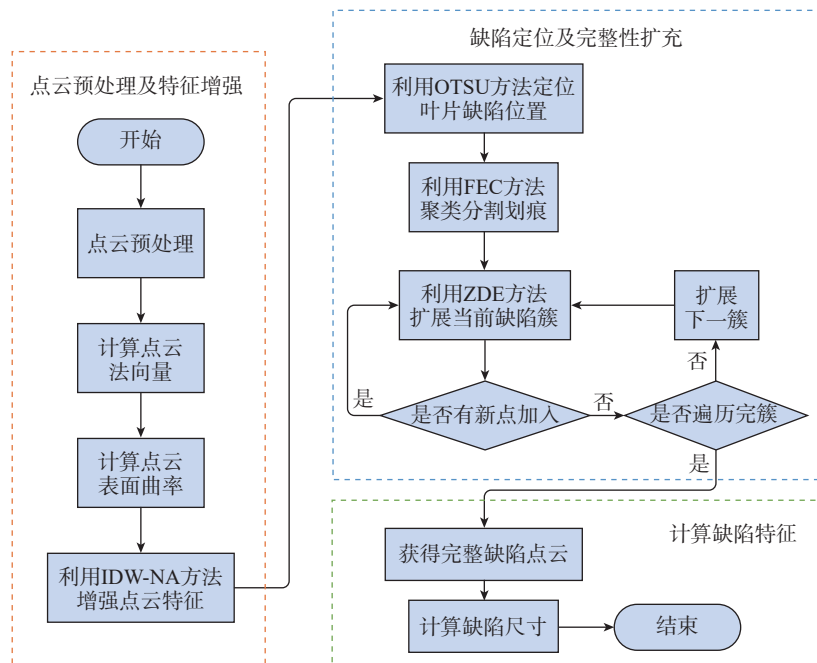 点云预处理及特征增强
开始
点云预处理
计算点云
法向量
计算点云
表面曲率
利用IDW-NA方法
增强点云特征
缺陷定位及完整性扩充
利用OTSU方法定位
叶片缺陷位置
利用FEC方法
聚类分割划痕
利用ZDE方法
扩展当前缺陷簇
扩展
下一簇
是
是否有新点加入
否
否
是否遍历完簇
是
计算缺陷特征
获得完整缺陷点云
计算缺陷尺寸
结束